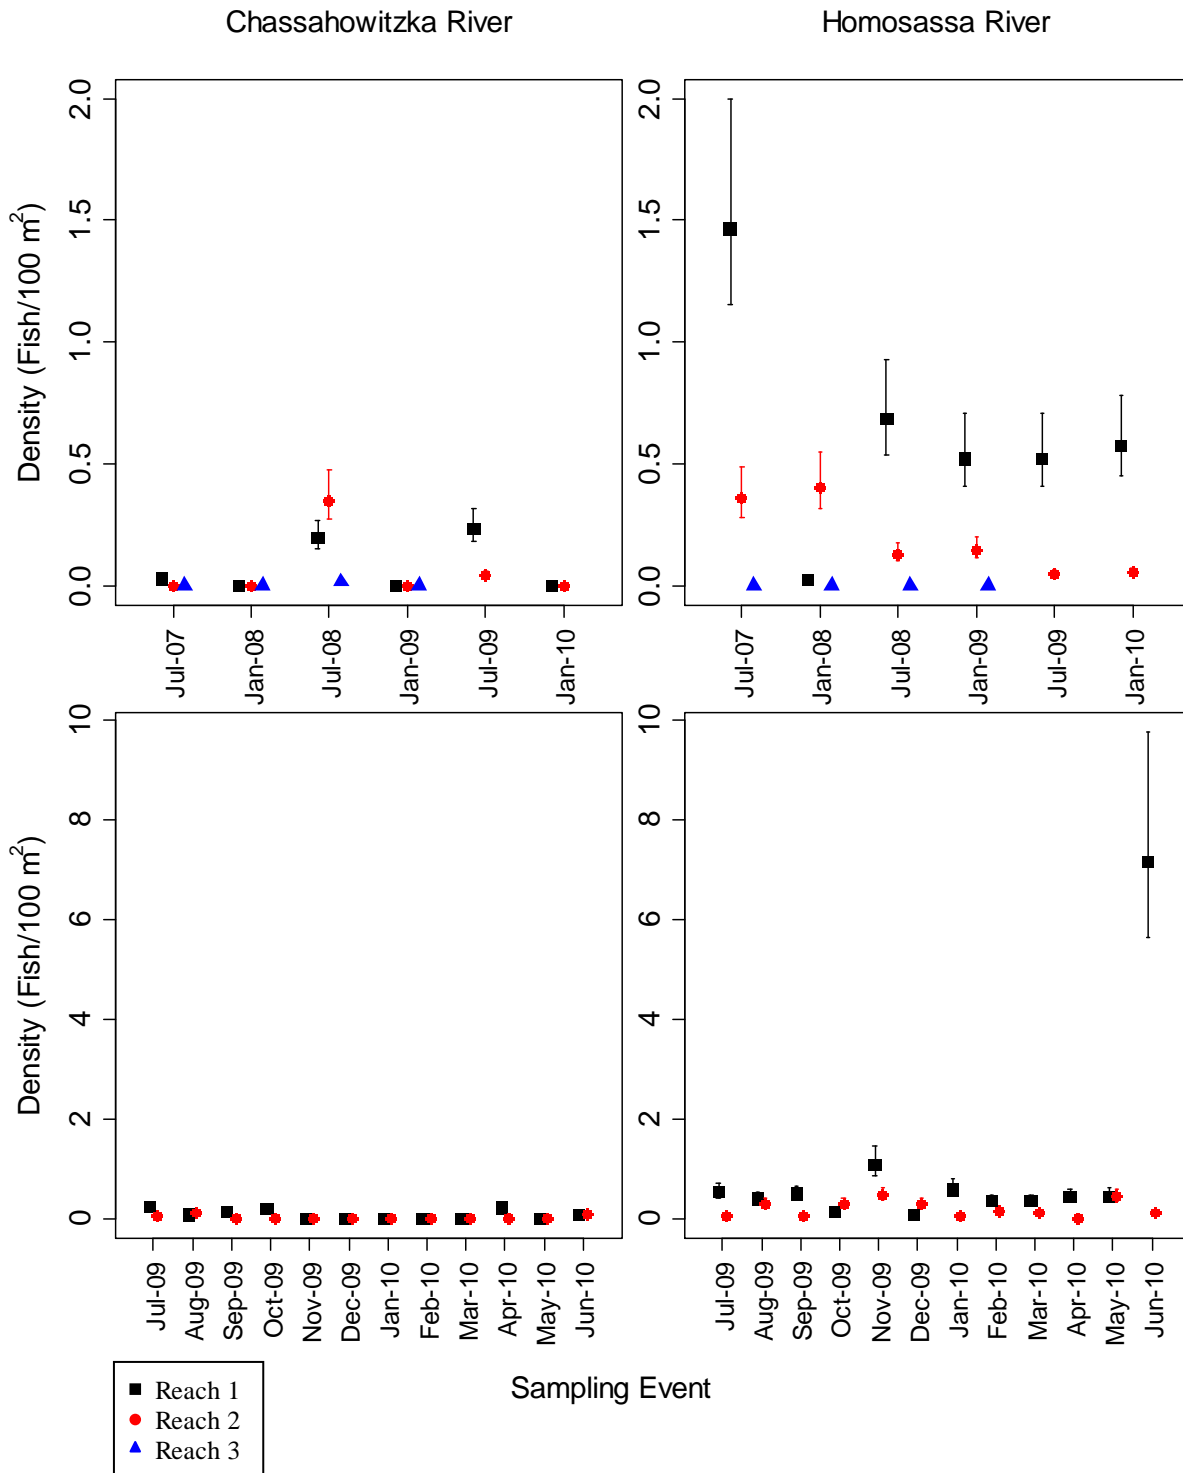 Chassahowitzka River
Homosassa River
Density (Fish/100 m²)
2.0
1.5
1.0
0.5
0.0
Jul-07
Jan-08
Jul-08
Jan-09
Jul-09
Jan-10
2.0
1.5
1.0
0.5
0.0
Jul-07
Jan-08
Jul-08
Jan-09
Jul-09
Jan-10
Density (Fish/100 m²)
10
8
6
4
2
0
Jul-09
Aug-09
Sep-09
Oct-09
Nov-09
Dec-09
Jan-10
Feb-10
Mar-10
Apr-10
May-10
Jun-10
10
8
6
4
2
0
Jul-09
Aug-09
Sep-09
Oct-09
Nov-09
Dec-09
Jan-10
Feb-10
Mar-10
Apr-10
May-10
Jun-10
Sampling Event
Reach 1
Reach 2
Reach 3